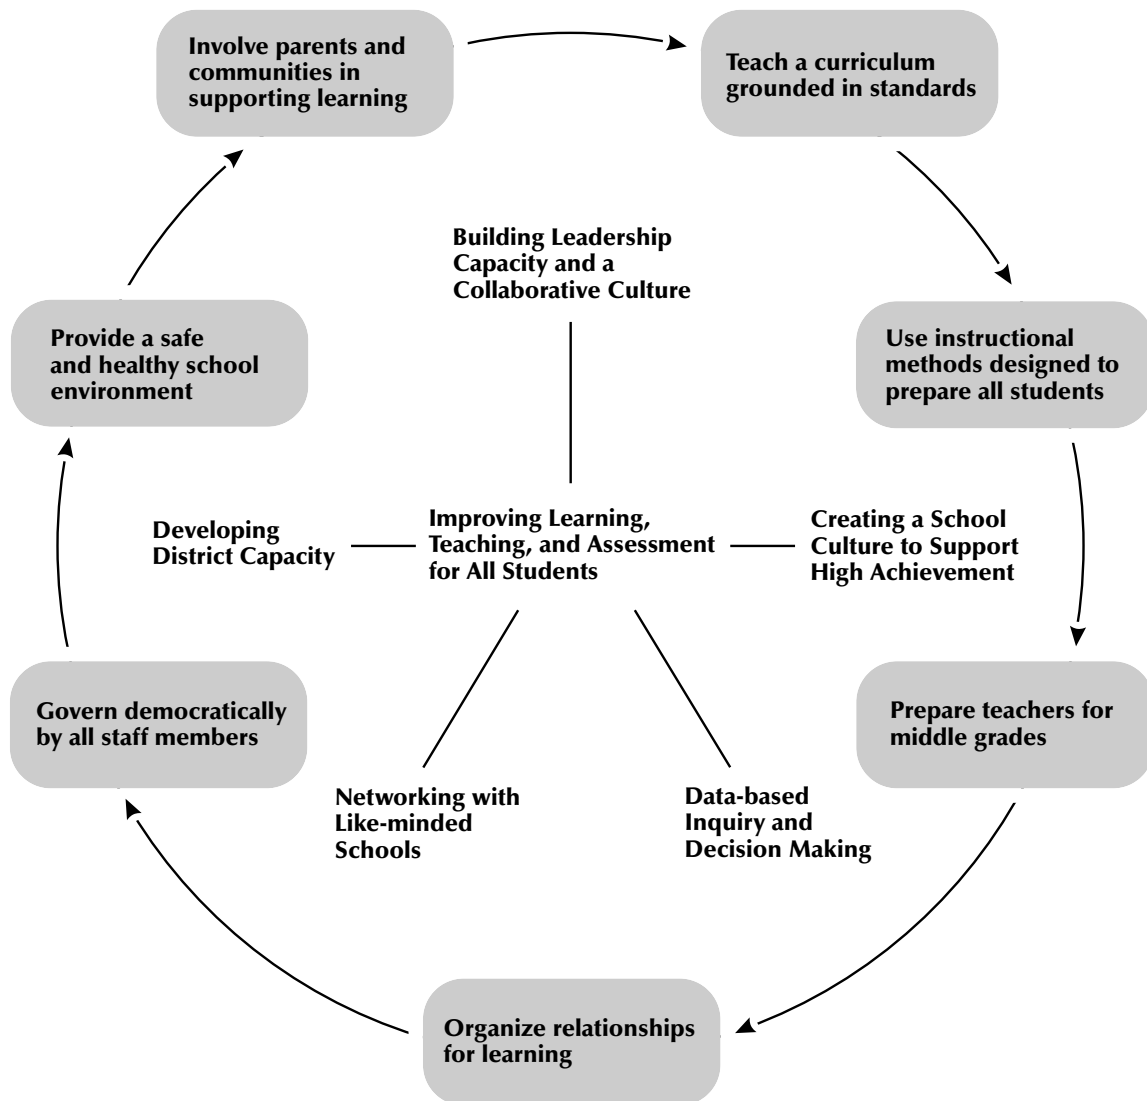 Involve parents and
communities in
supporting learning
Teach a curriculum
grounded in standards
Building Leadership
Capacity and a
Collaborative Culture
Provide a safe
and healthy school
environment
Use instructional
methods designed to
prepare all students
Developing
District Capacity
Improving Learning,
Teaching, and Assessment
for All Students
Creating a School
Culture to Support
High Achievement
Govern democratically
by all staff members
Prepare teachers for
middle grades
Networking with
Like-minded
Schools
Data-based
Inquiry and
Decision Making
Organize relationships
for learning